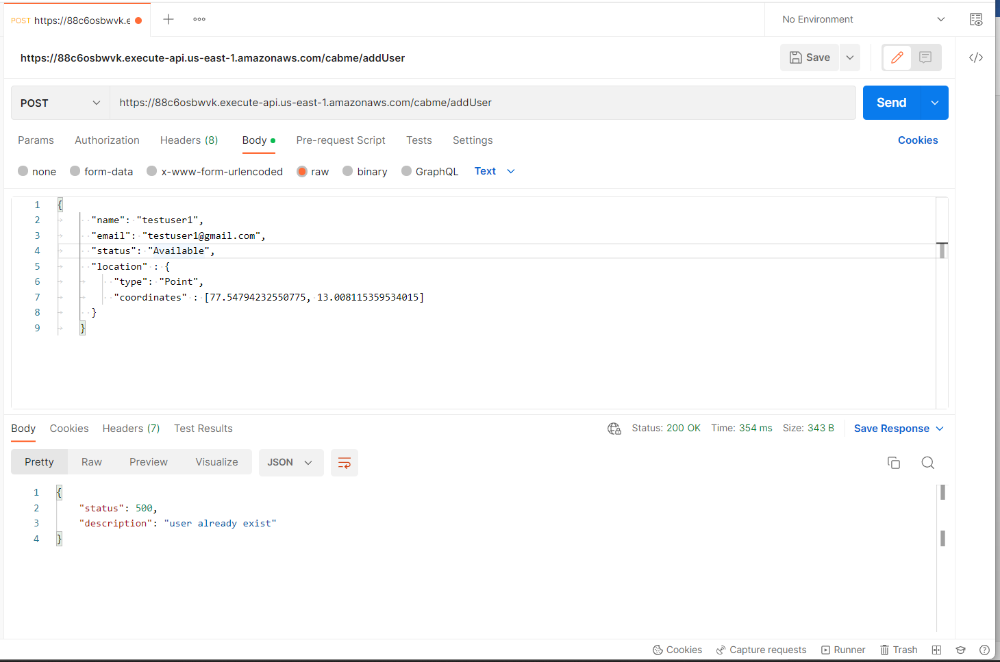 POST https://88c6osbwvk.e
No Environment
https://88c6osbwvk.execute-api.us-east-1.amazonaws.com/cabme/addUser
Save
</>
POST https://88c6osbwvk.execute-api.us-east-1.amazonaws.com/cabme/addUser Send
Params Authorization Headers (8) Body Pre-request Script Tests Settings Cookies
none form-data x-www-form-urlencoded raw binary GraphQL Text
1 {
2 "name": "testuser1",
3 "email": "testuser1@gmail.com",
4 "status": "Available",
5 "location" : {
6 "type": "Point",
7 "coordinates" : [77.54794232550775, 13.008115359534015]
8 }
9 }
Body Cookies Headers (7) Test Results Status: 200 OK Time: 354 ms Size: 343 B Save Response
Pretty Raw Preview Visualize JSON
1 {
2 "status": 500,
3 "description": "user already exist"
4 }
Cookies Capture requests Runner Trash